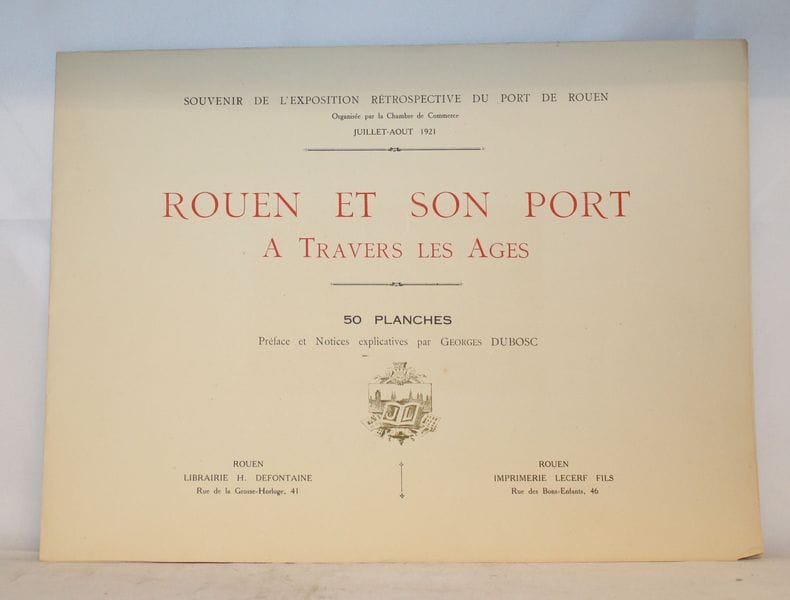 SOUVENIR DE L'EXPOSITION RÉTROSPECTIVE DU PORT DE ROUEN
Organisée par la Chambre de Commerce
JUILLET-AOUT 1921
ROUEN ET SON PORT
A TRAVERS LES AGES
50 PLANCHES
Préface et Notices explicatives par GEORGES DUBOSC
JL
ROUEN
LIBRAIRIE H. DEFONTAINE
Rue de la Grosse-Horloge, 41
ROUEN
IMPRIMERIE LECERF FILS
Rue des Bons-Enfants, 46